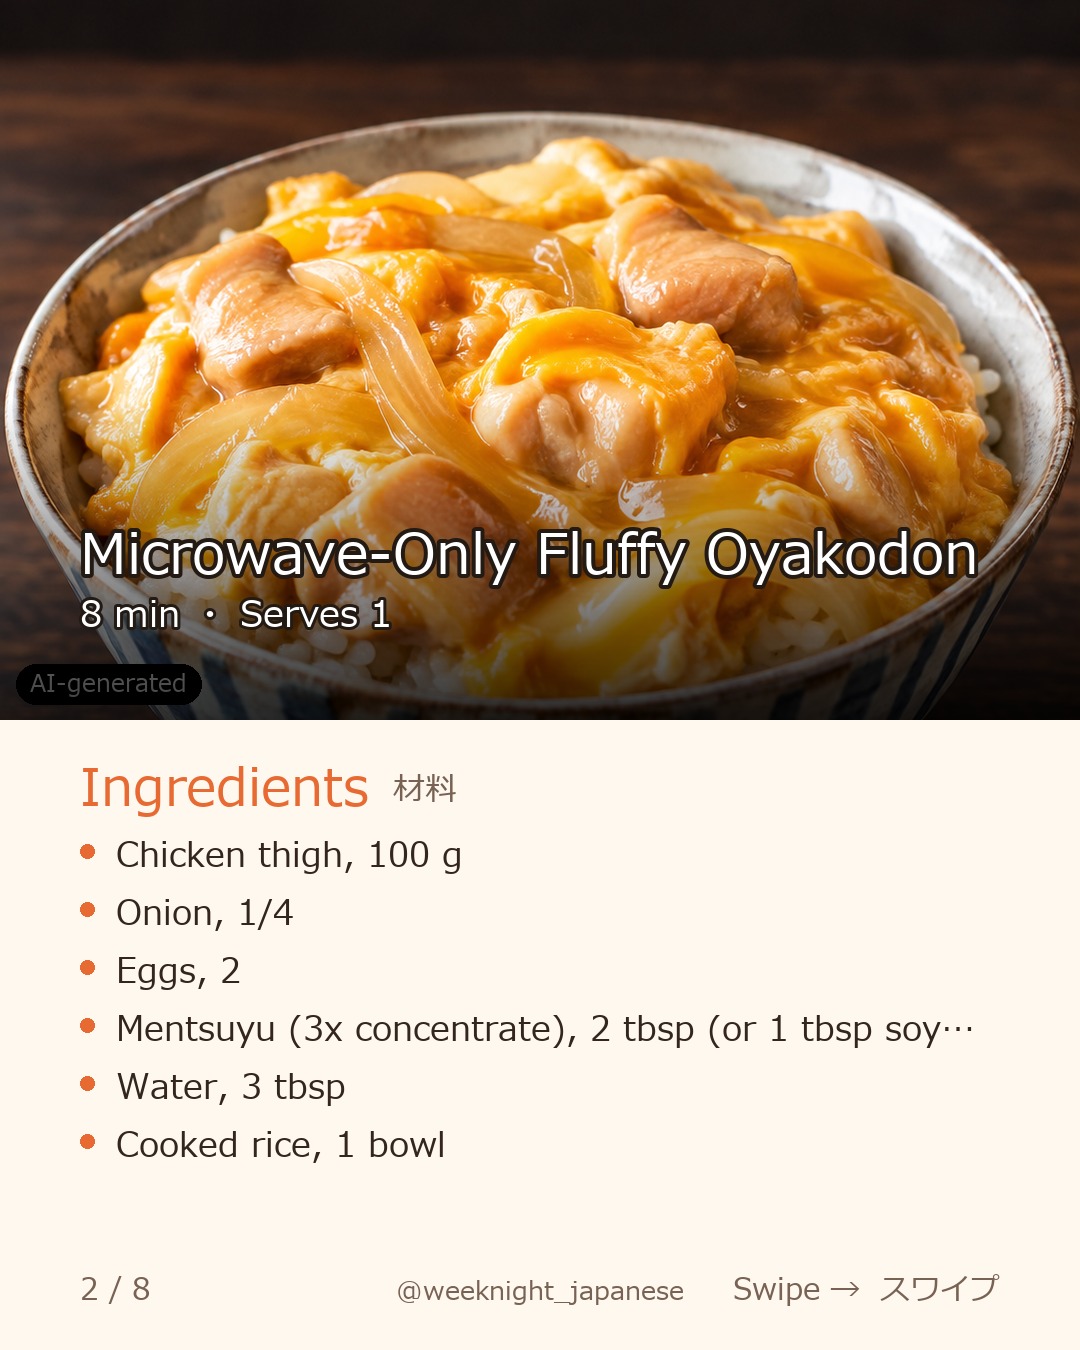 Microwave-Only Fluffy Oyakodon
8 min ・ Serves 1
AI-generated
Ingredients 材料
• Chicken thigh, 100 g
• Onion, 1/4
• Eggs, 2
• Mentsuyu (3x concentrate), 2 tbsp (or 1 tbsp soy…
• Water, 3 tbsp
• Cooked rice, 1 bowl
2 / 8 @weeknight_japanese Swipe → スワイプ